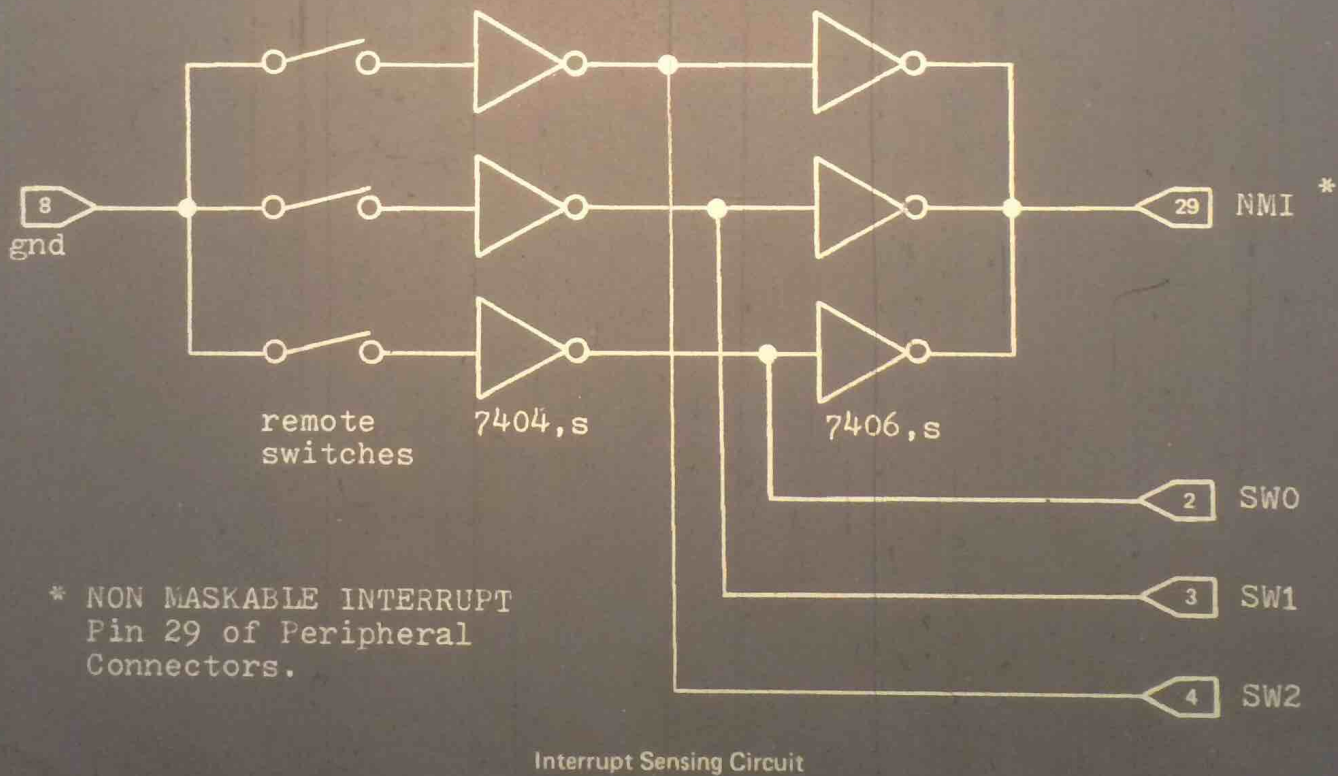 8
gnd
29
NMI *
remote
switches
7404,s
7406,s
2
SW0
3
SW1
4
SW2
* NON MASKABLE INTERRUPT
Pin 29 of Peripheral
Connectors.
Interrupt Sensing Circuit